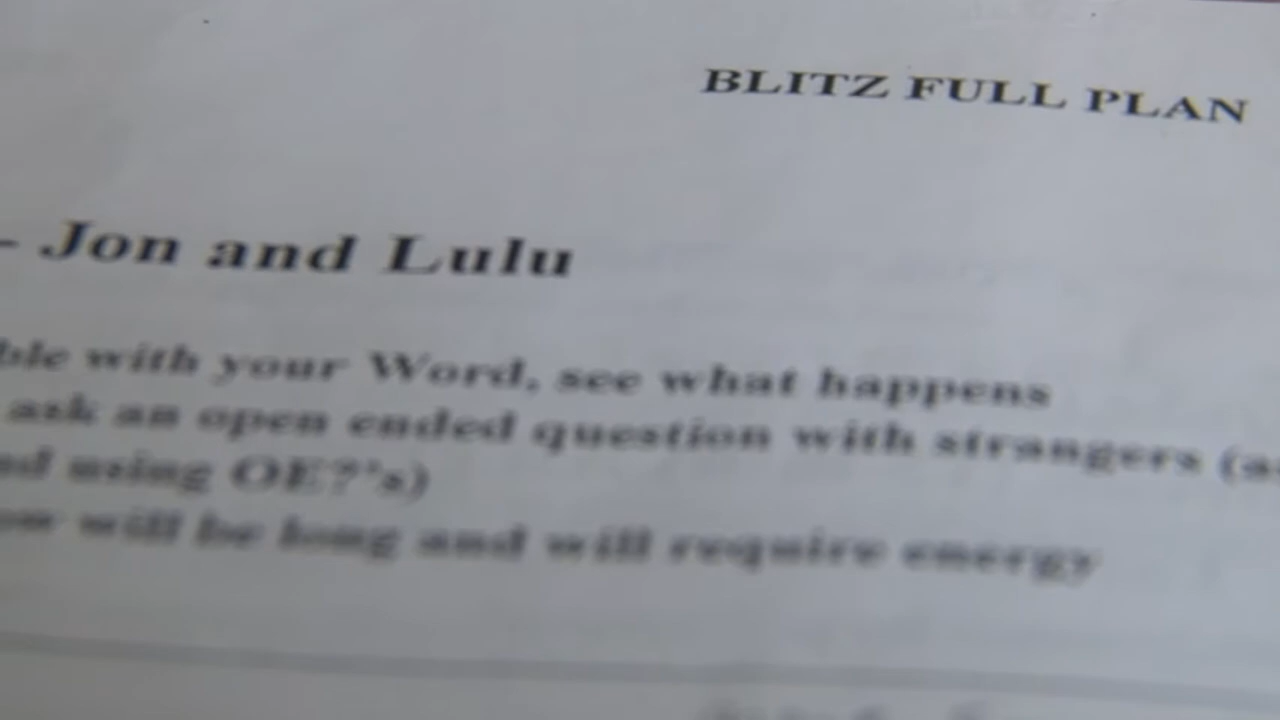 BLITZ FULL PLAN
- Jon and Lulu
ble with your Word, see what happens
ask an open ended question with strangers (a
nd using OE?'s)
ow will be long and will require energy